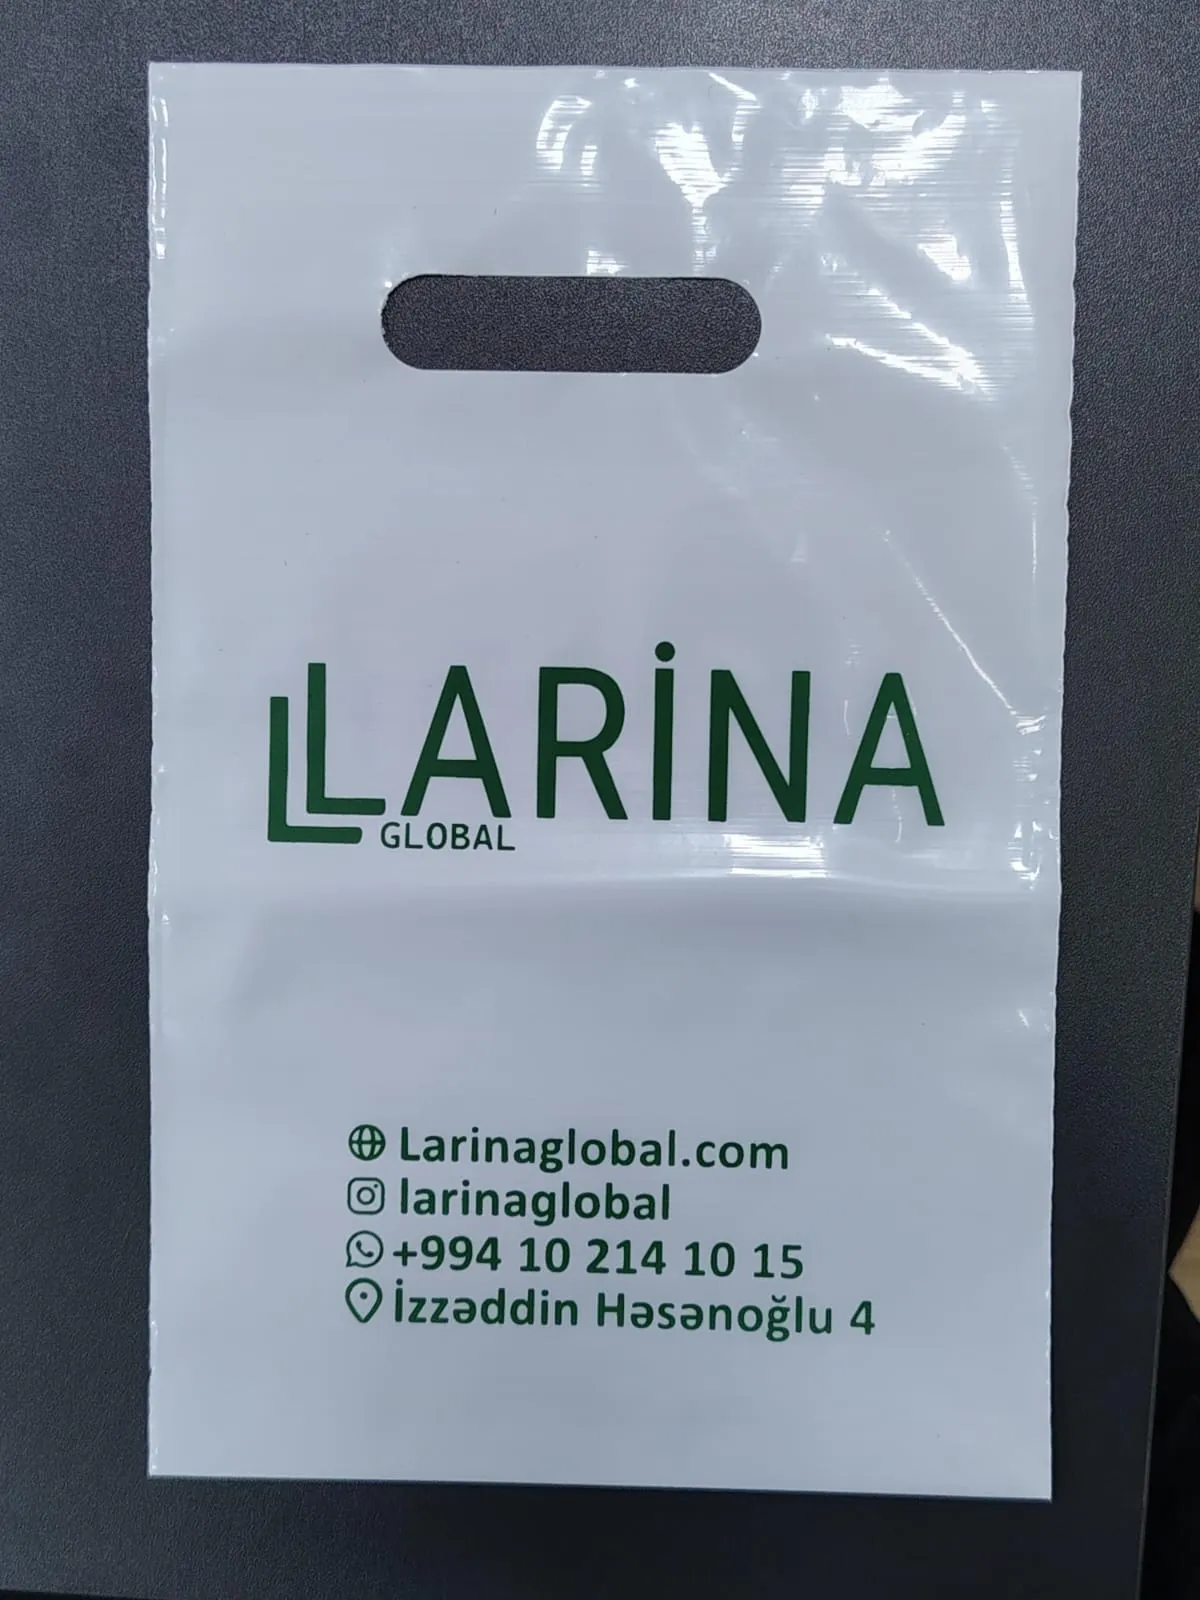 LARİNA
GLOBAL
Larinaglobal.com
larinaglobal
+994 10 214 10 15
İzzəddin Həsənoğlu 4